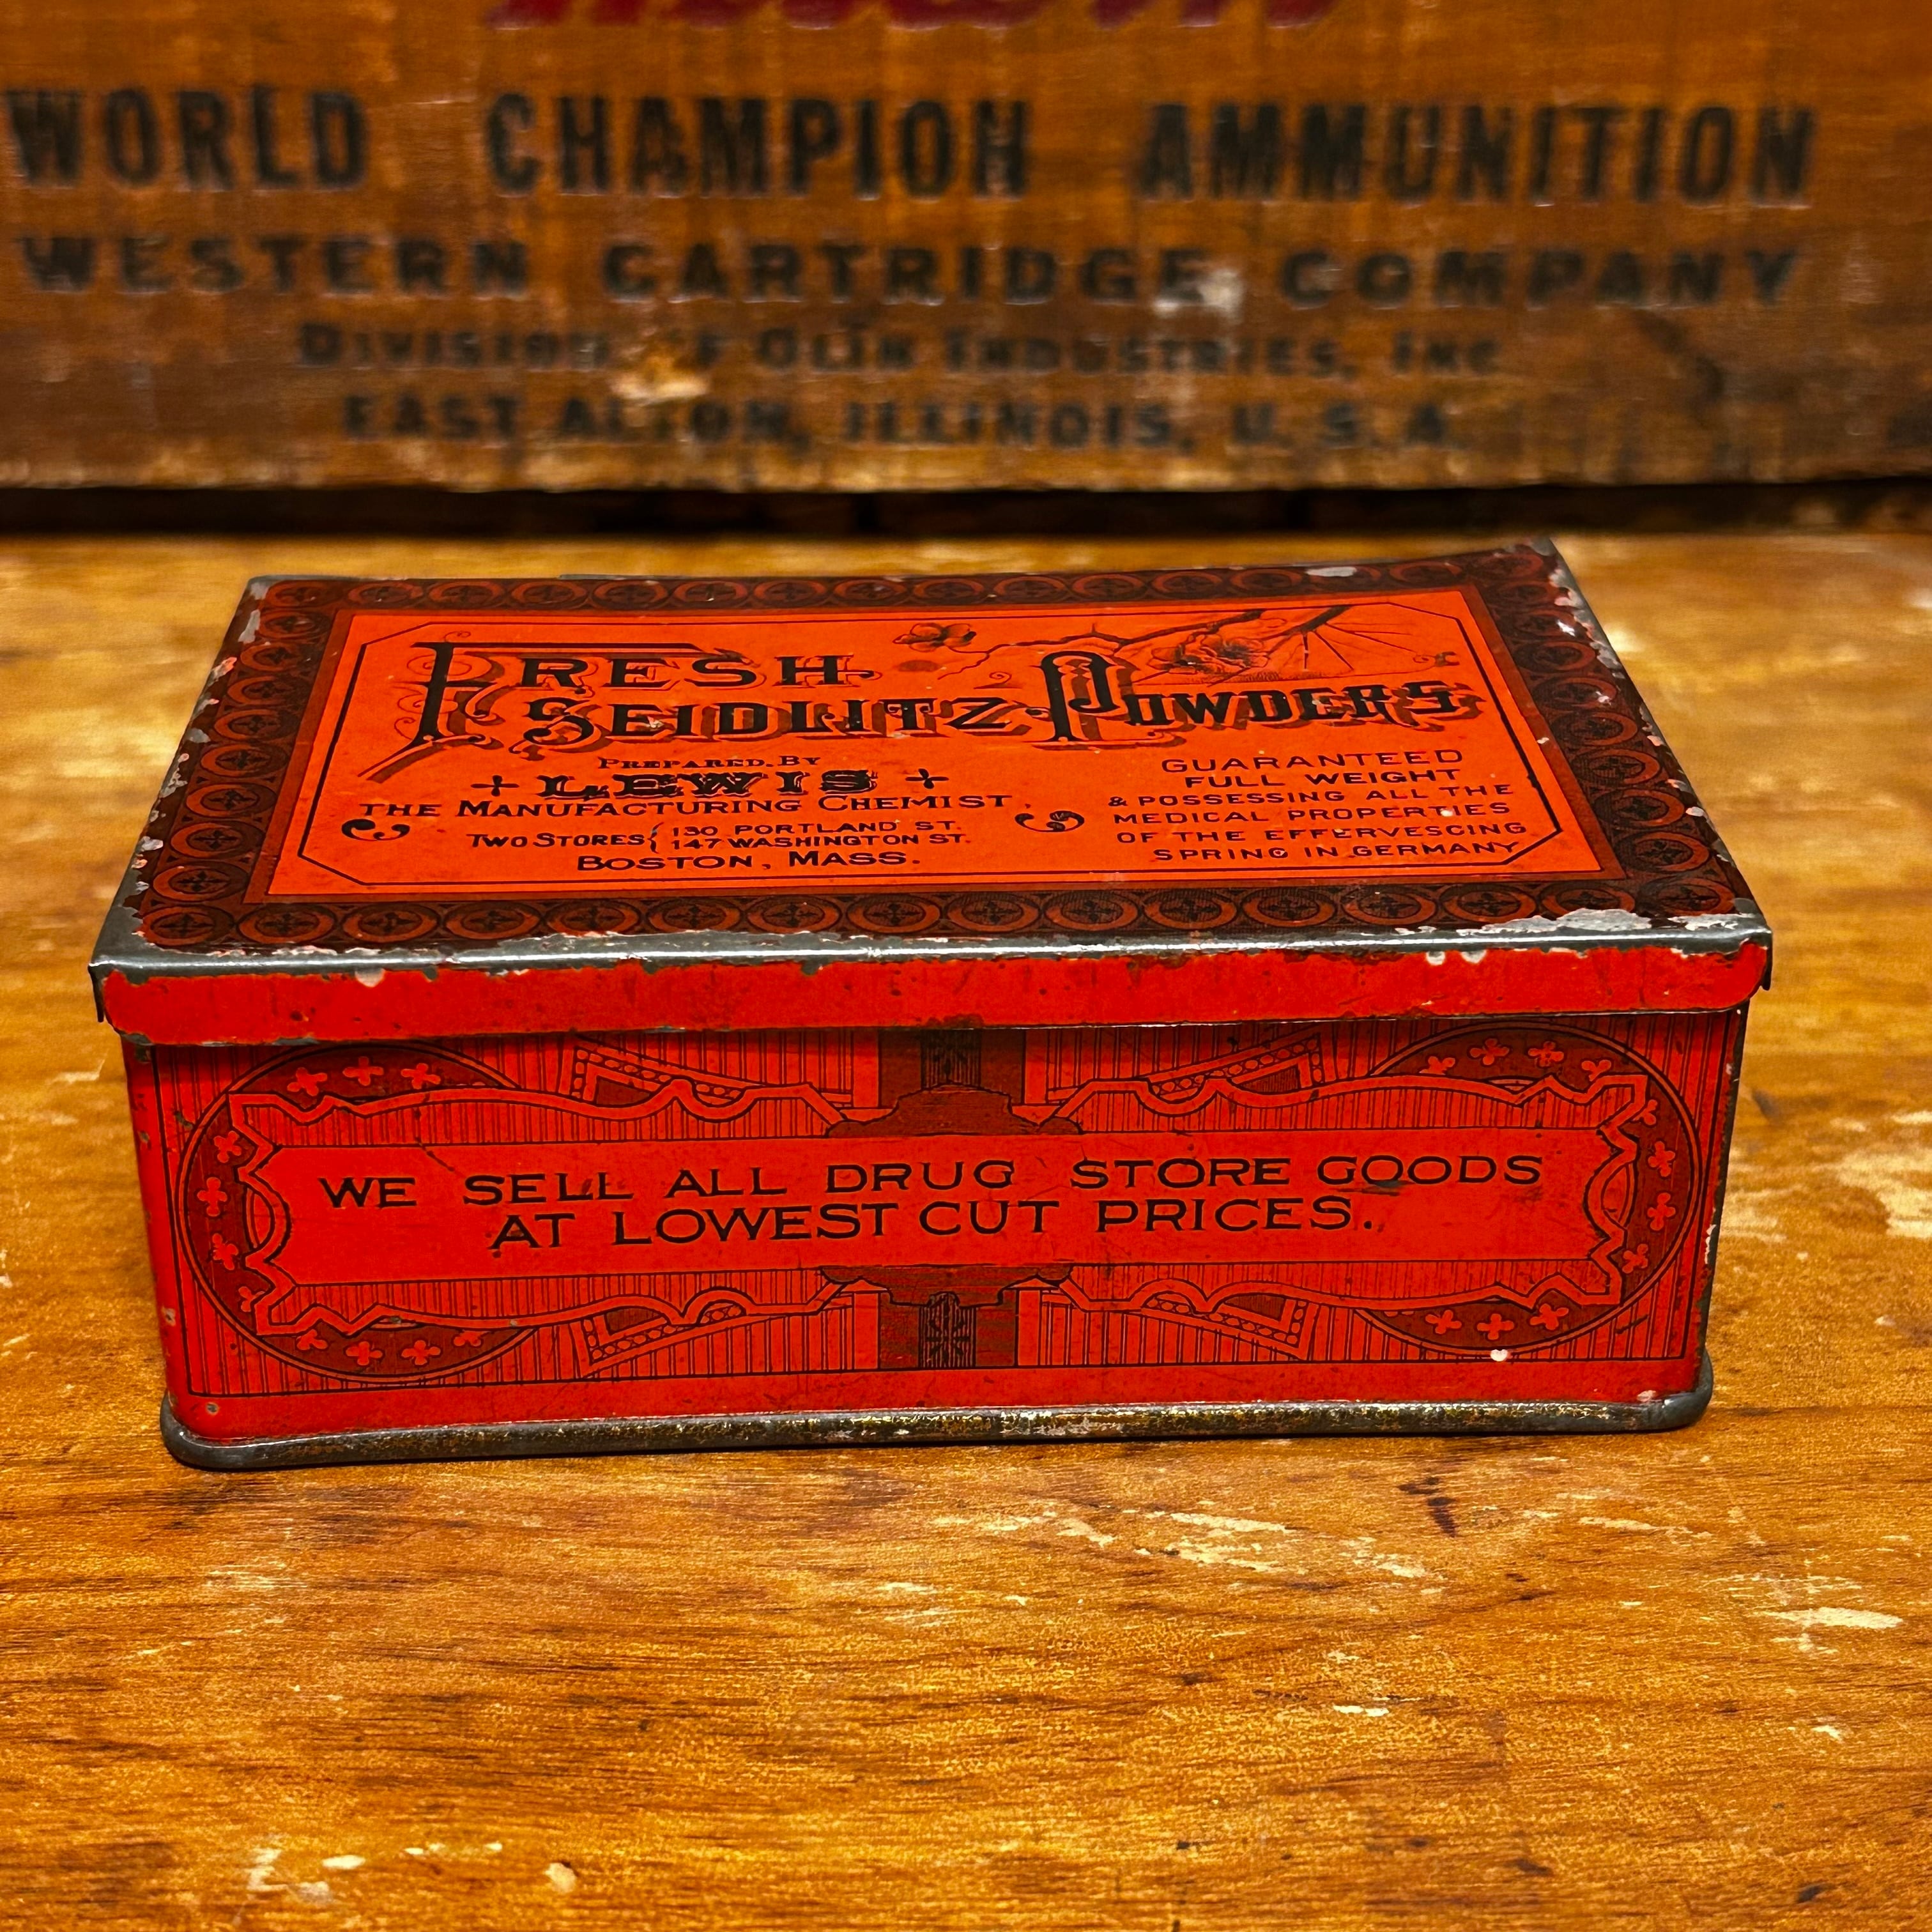 WORLD CHAMPION AMMUNITION
WESTERN CARTRIDGE COMPANY
DIVISION OF OLIN INDUSTRIES, INC
EAST ALTON, ILLINOIS, U. S. A.
FRESH
SEIDLITZ POWDERS
PREPARED BY
LEWIS
THE MANUFACTURING CHEMIST,
TWO STORES { 130 PORTLAND ST.
147 WASHINGTON ST.
BOSTON, MASS.
GUARANTEED
FULL WEIGHT
& POSSESSING ALL THE
MEDICAL PROPERTIES
OF THE EFFERVESCING
SPRING IN GERMANY
WE SELL ALL DRUG STORE GOODS
AT LOWEST CUT PRICES.